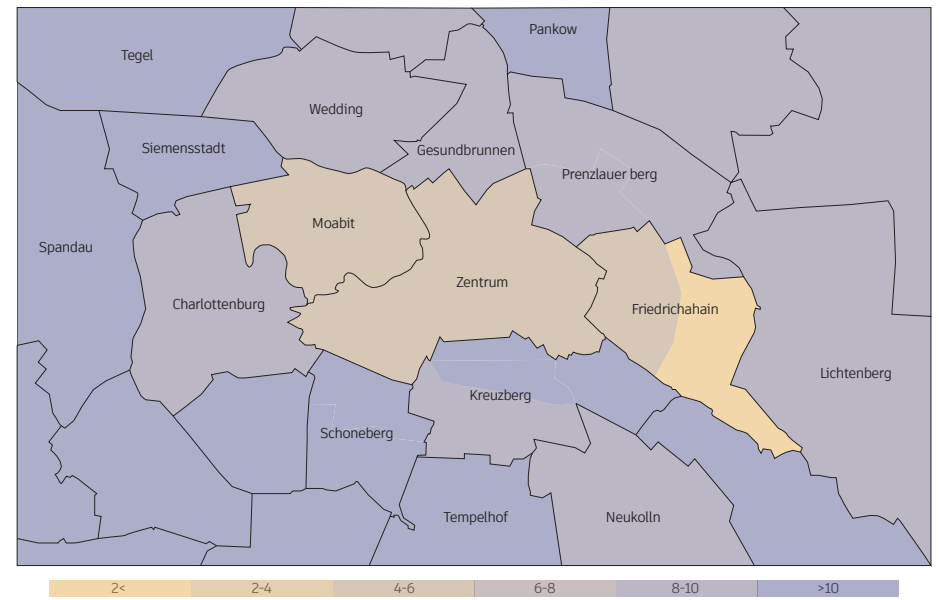 Pankow
Tegel
Wedding
Siemensstadt
Gesundbrunnen
Prenzlauer berg
Moabit
Spandau
Zentrum
Charlottenburg
Friedrichahain
Lichtenberg
Kreuzberg
Schoneberg
Tempelhof
Neukolln
2< 2-4 4-6 6-8 8-10 >10